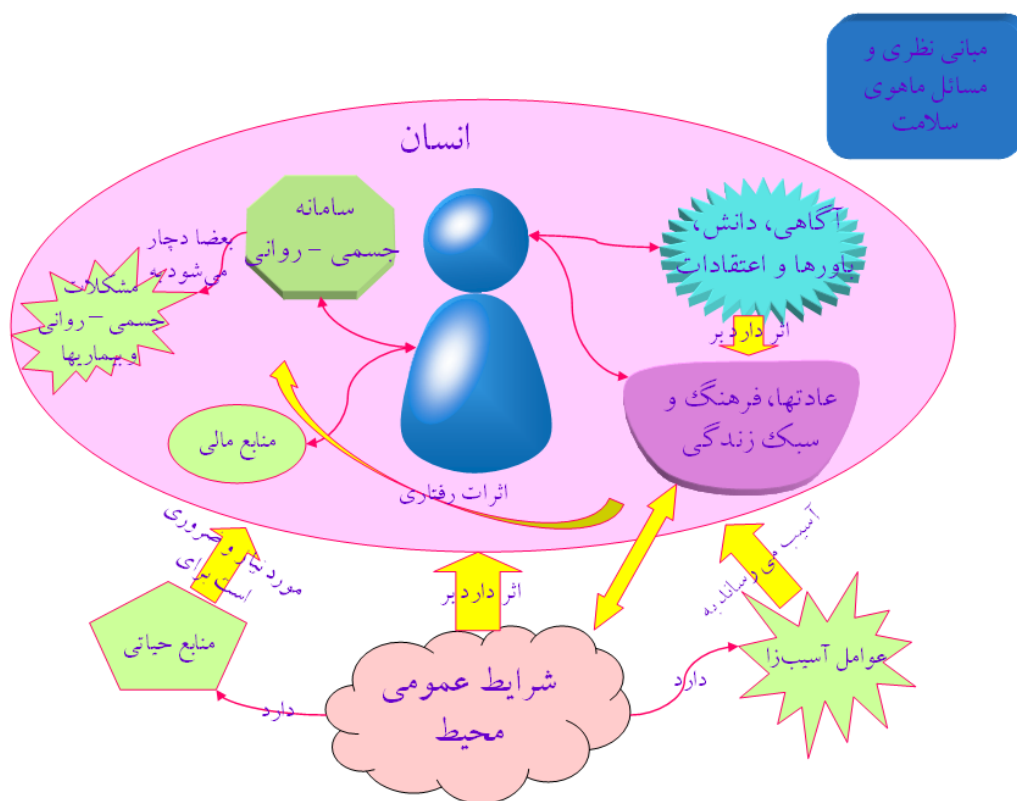 مبانی نظری و
مسائل ماهوی
سلامت
انسان
آگاهی، دانش،
باورها و اعتقادات
اثر دارد بر
عادتها، فرهنگ و
سبک زندگی
سامانه
جسمی – روانی
بعضا دچار
می‌شود به
مشکلات
جسمی – روانی
و بیماریها
منابع مالی
اثرات رفتاری
مورد نیاز و ضروری
است برای
اثر دارد بر
آسیب می رساند به
منابع حیاتی
عوامل آسیب‌زا
شرایط عمومی
محیط
دارد
دارد